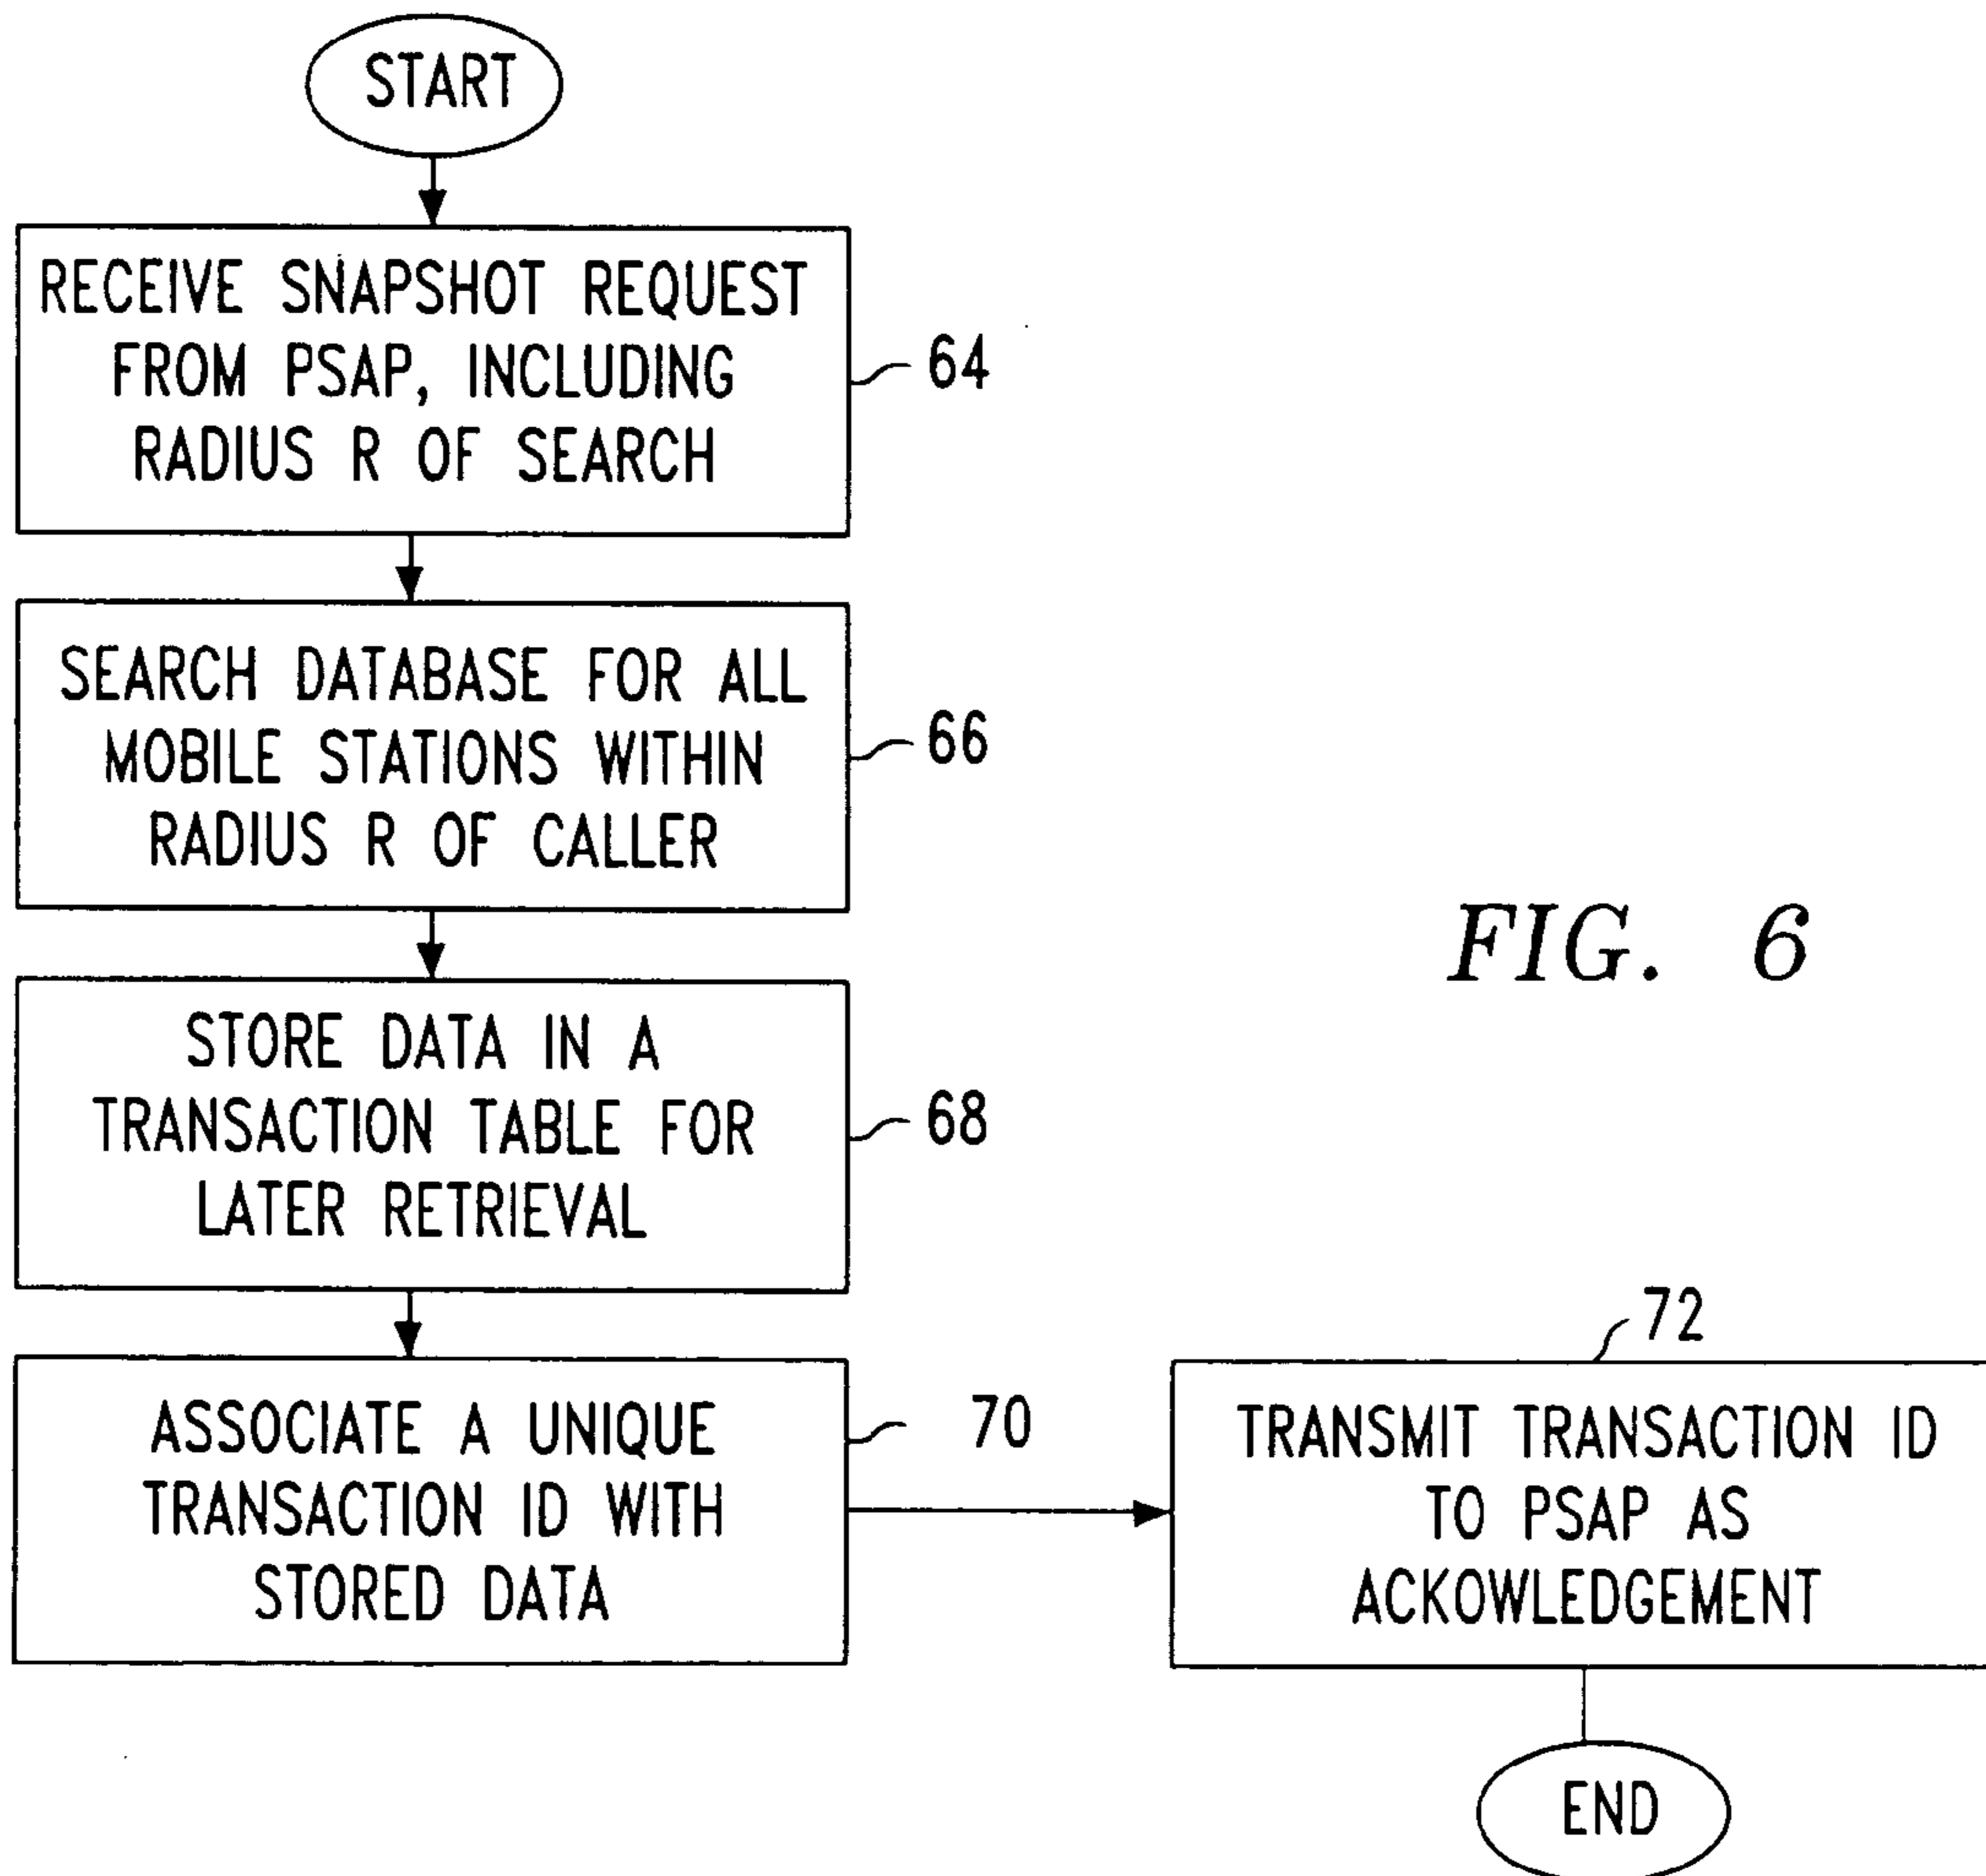 START
RECEIVE SNAPSHOT REQUEST
FROM PSAP, INCLUDING
RADIUS R OF SEARCH
64
SEARCH DATABASE FOR ALL
MOBILE STATIONS WITHIN
RADIUS R OF CALLER
66
FIG. 6
STORE DATA IN A
TRANSACTION TABLE FOR
LATER RETRIEVAL
68
ASSOCIATE A UNIQUE
TRANSACTION ID WITH
STORED DATA
70
72
TRANSMIT TRANSACTION ID
TO PSAP AS
ACKOWLEDGEMENT
END